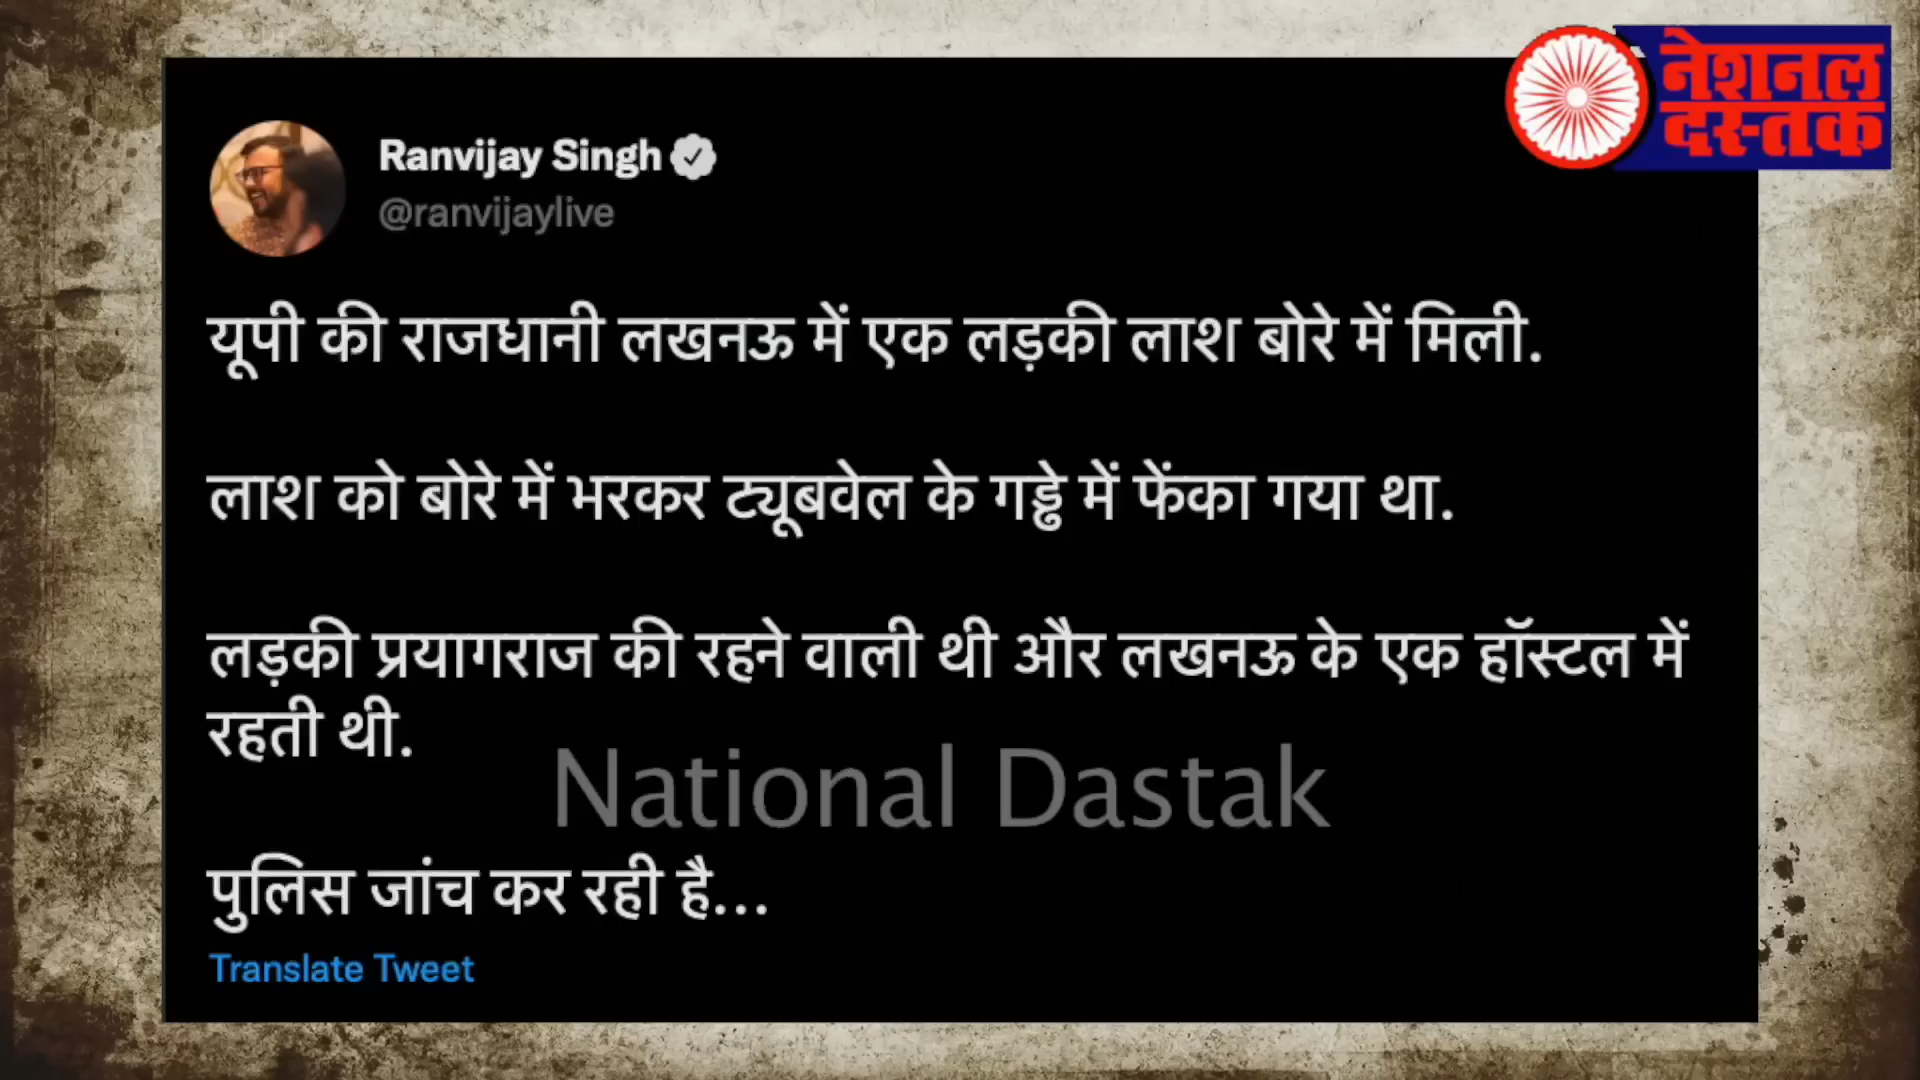 नेशनल
दस्तक
Ranvijay Singh
@ranvijaylive
यूपी की राजधानी लखनऊ में एक लड़की लाश बोरे में मिली.
लाश को बोरे में भरकर ट्यूबवेल के गड्ढे में फेंका गया था.
लड़की प्रयागराज की रहने वाली थी और लखनऊ के एक हॉस्टल में
रहती थी.
National Dastak
पुलिस जांच कर रही है...
Translate Tweet